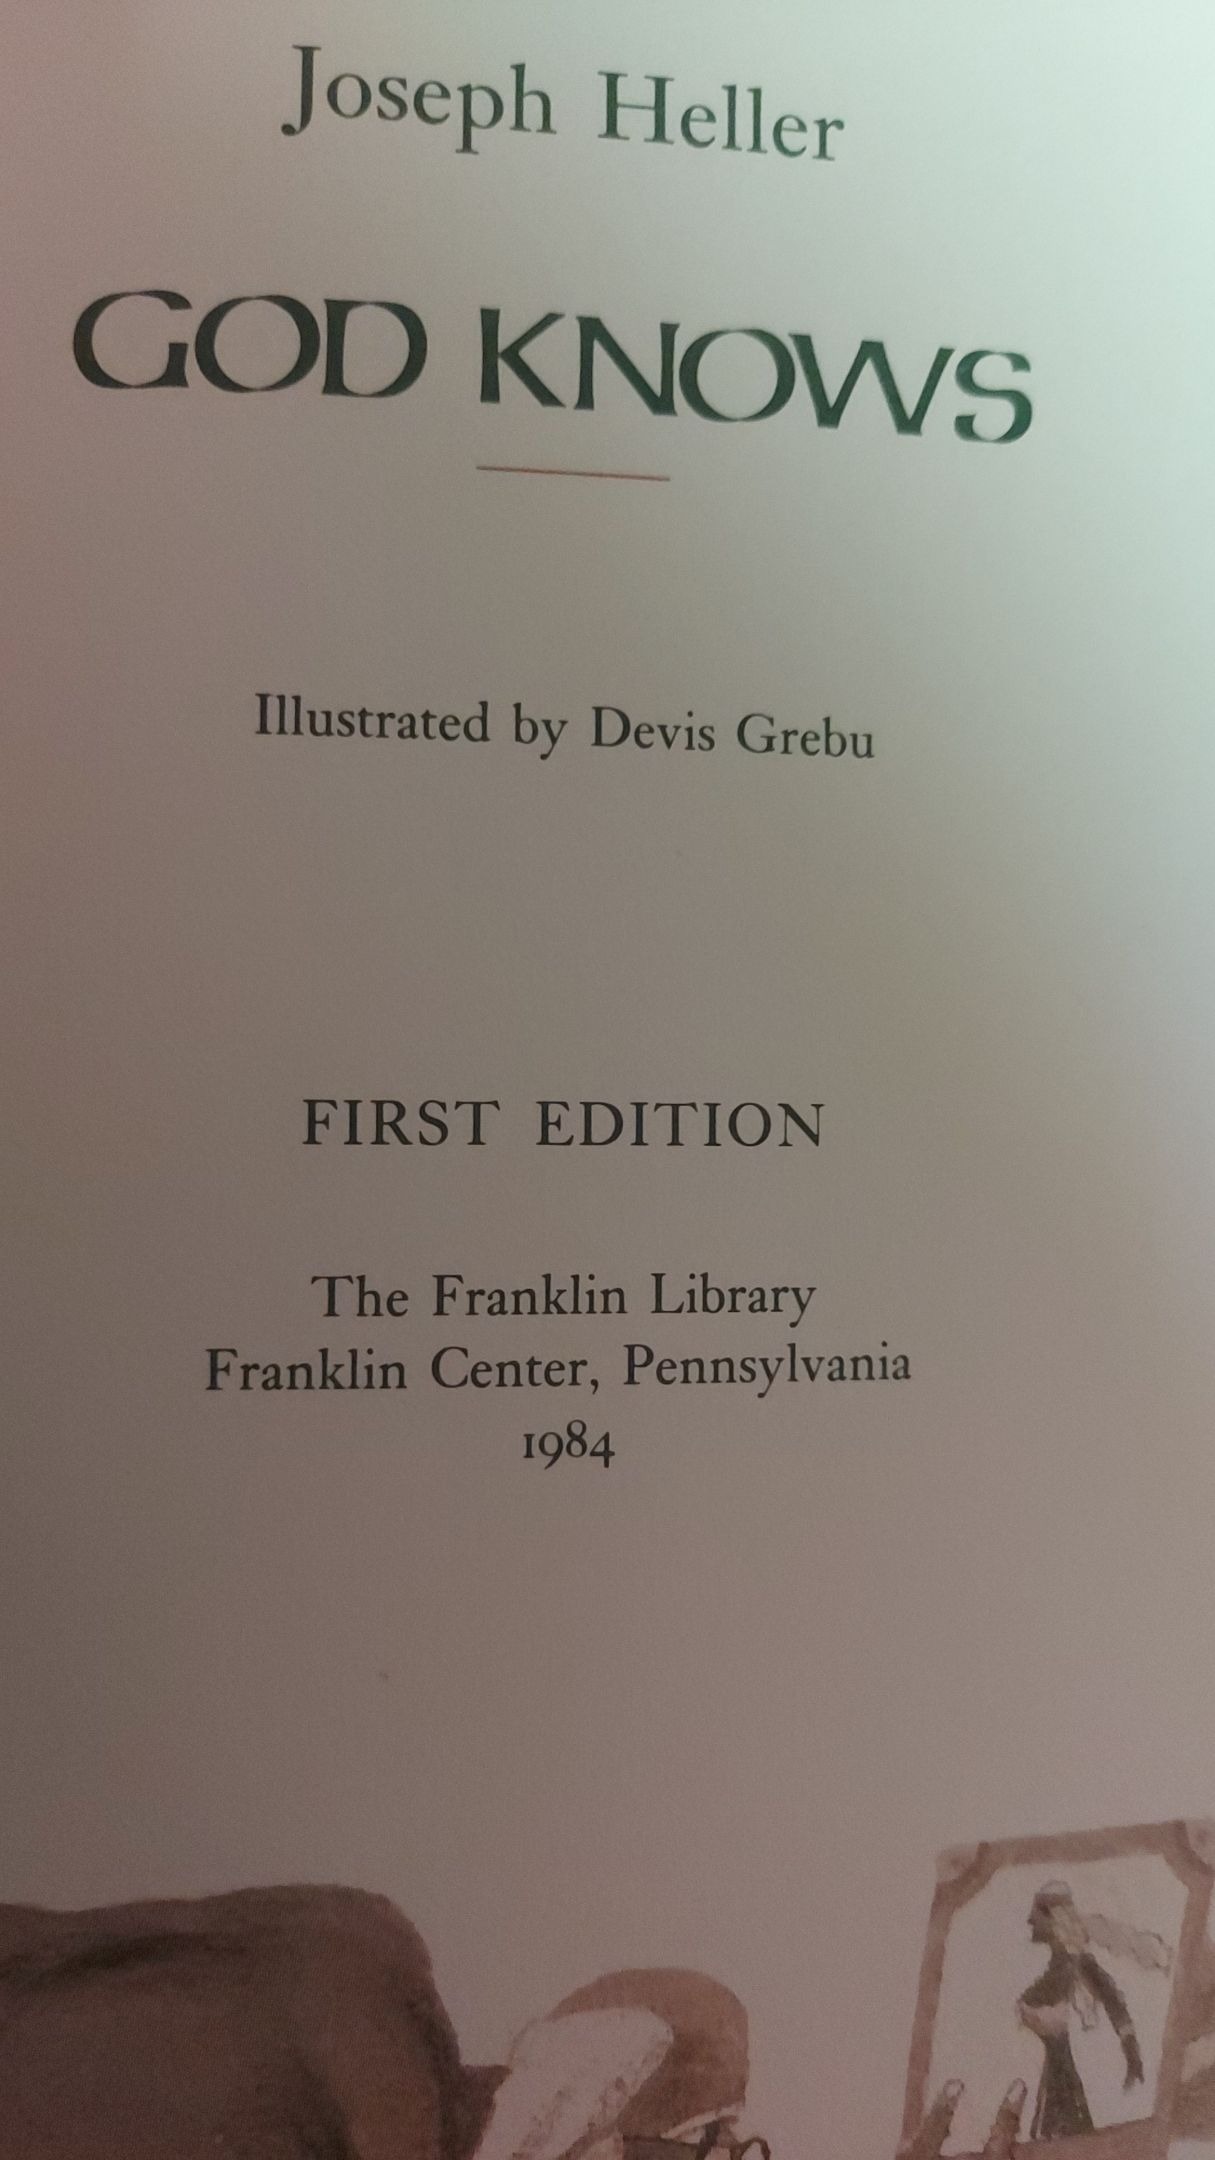 Joseph Heller
GOD KNOWS
Illustrated by Devis Grebu
FIRST EDITION
The Franklin Library
Franklin Center, Pennsylvania
1984